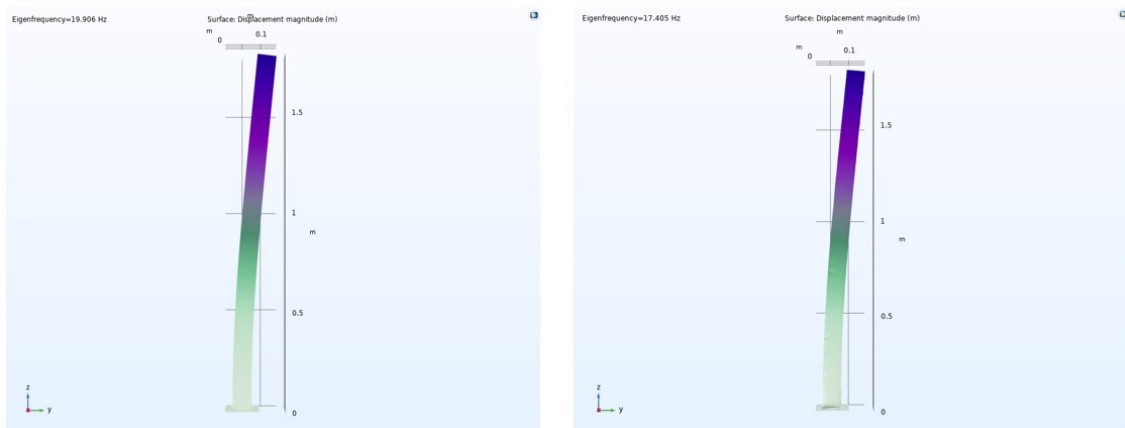 Eigenfrequency=19.906 Hz
Surface: Displacement magnitude (m)
m
m
0
0.1
1.5
1
m
0.5
0
z
y
Eigenfrequency=17.405 Hz
Surface: Displacement magnitude (m)
m
m
0
0.1
1.5
1
m
0.5
0
z
y